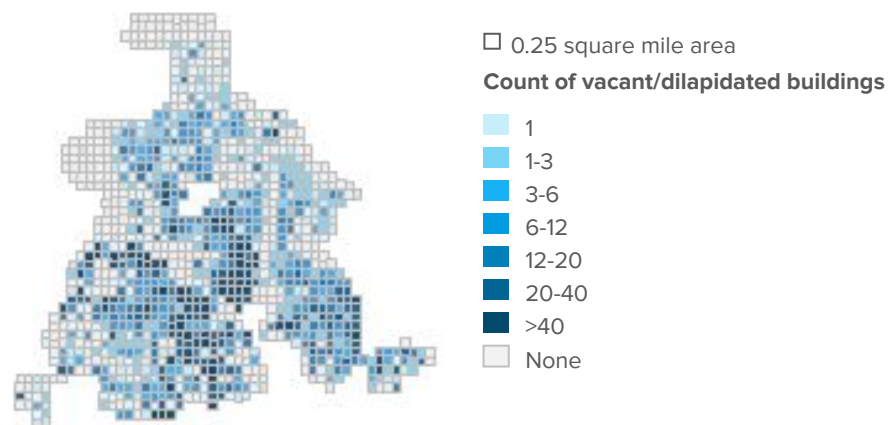 0.25 square mile area
Count of vacant/dilapidated buildings
1
1-3
3-6
6-12
12-20
20-40
>40
None